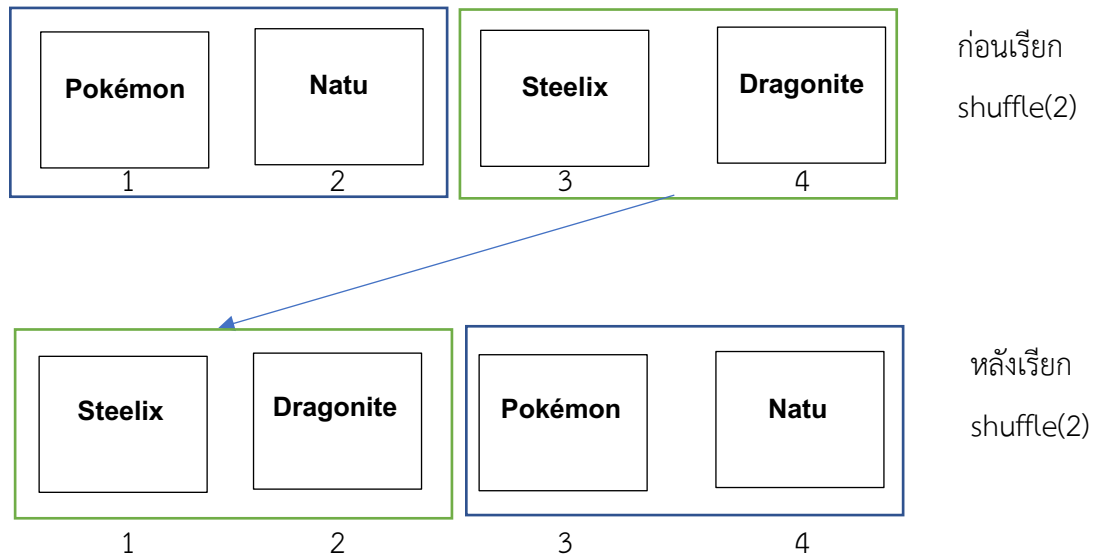 Pokémon Natu Steelix Dragonite
1 2 3 4
ก่อนเรียก
shuffle(2)
Steelix Dragonite Pokémon Natu
1 2 3 4
หลังเรียก
shuffle(2)